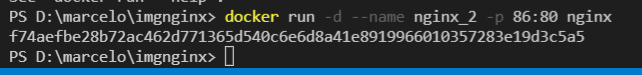 PS D:\marcelo\imgnginx> docker run -d --name nginx_2 -p 86:80 nginx
f74aefbe28b72ac462d771365d540c6e6d8a41e8919966010357283e19d3c5a5
PS D:\marcelo\imgnginx>